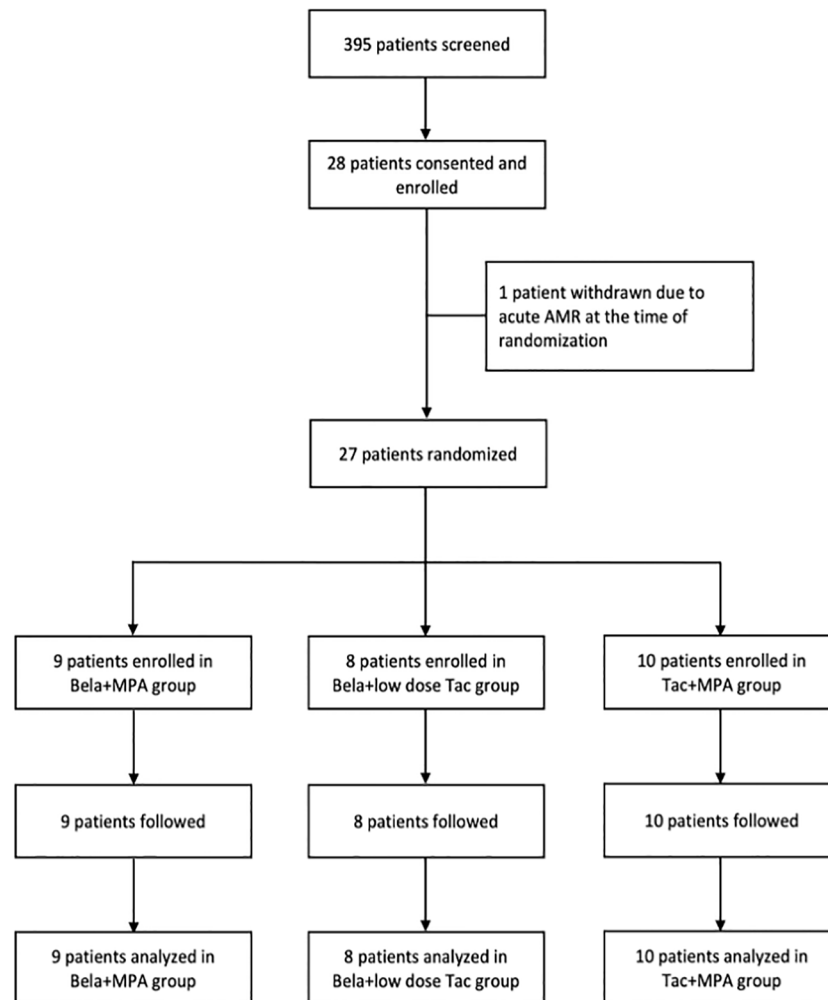 395 patients screened
28 patients consented and
enrolled
1 patient withdrawn due to
acute AMR at the time of
randomization
27 patients randomized
9 patients enrolled in
Bela+MPA group
8 patients enrolled in
Bela+low dose Tac group
10 patients enrolled in
Tac+MPA group
9 patients followed
8 patients followed
10 patients followed
9 patients analyzed in
Bela+MPA group
8 patients analyzed in
Bela+low dose Tac group
10 patients analyzed in
Tac+MPA group